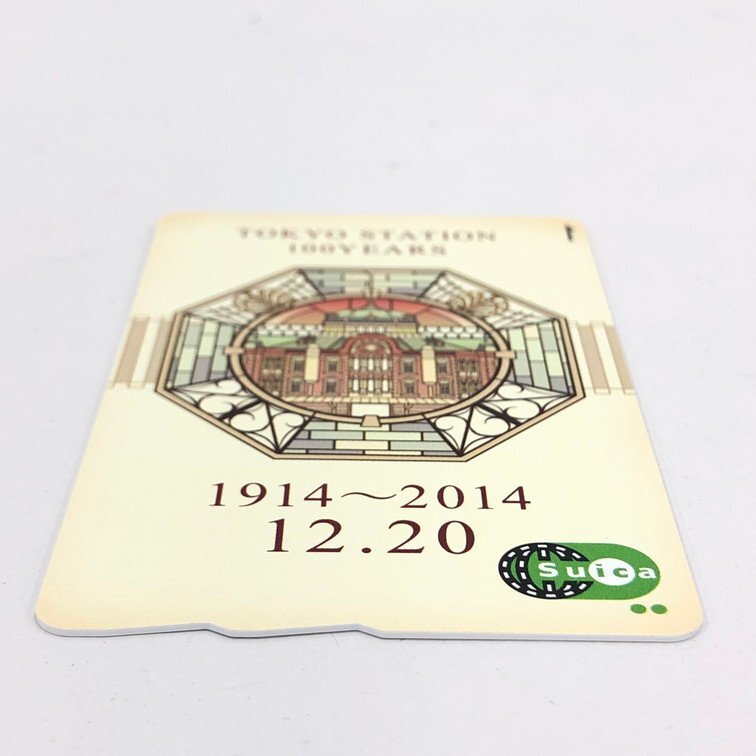 TOKYO STATION
100YEARS
1914～2014
12.20
Suica